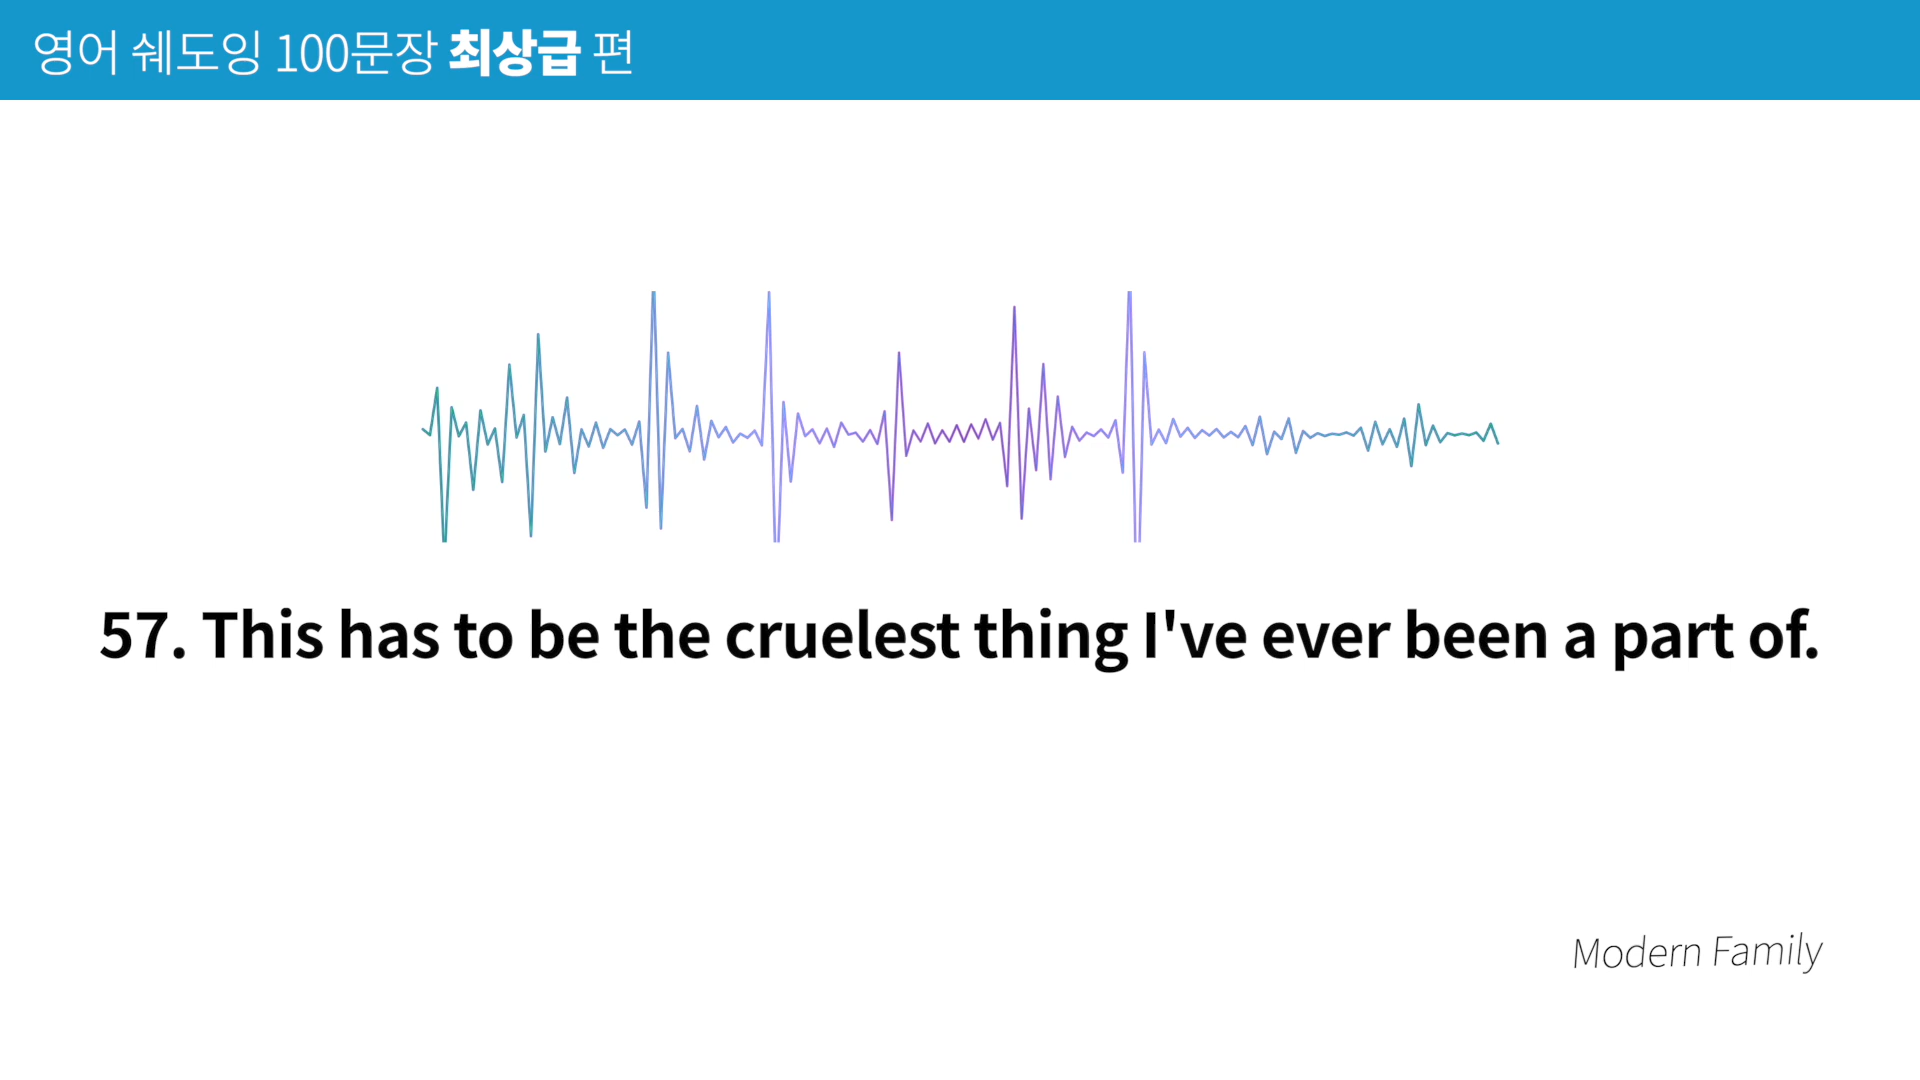 영어 쉐도잉 100문장 최상급 편
57. This has to be the cruelest thing I've ever been a part of.
Modern Family